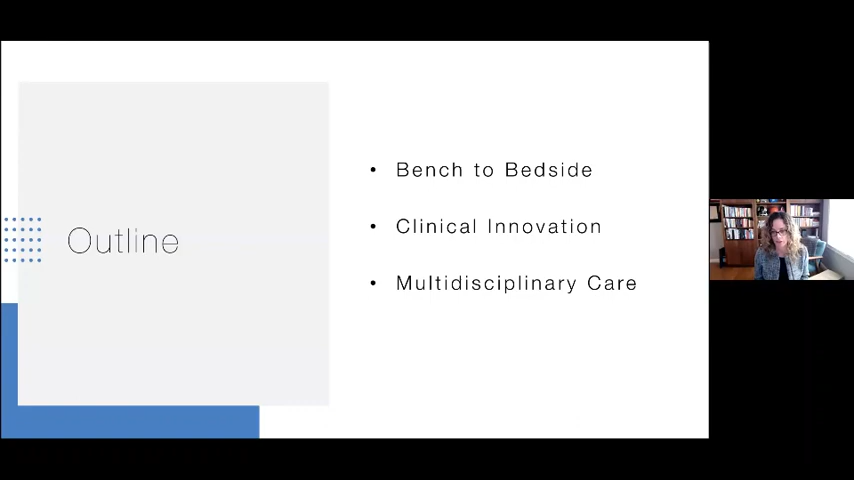 Outline
• Bench to Bedside
• Clinical Innovation
• Multidisciplinary Care